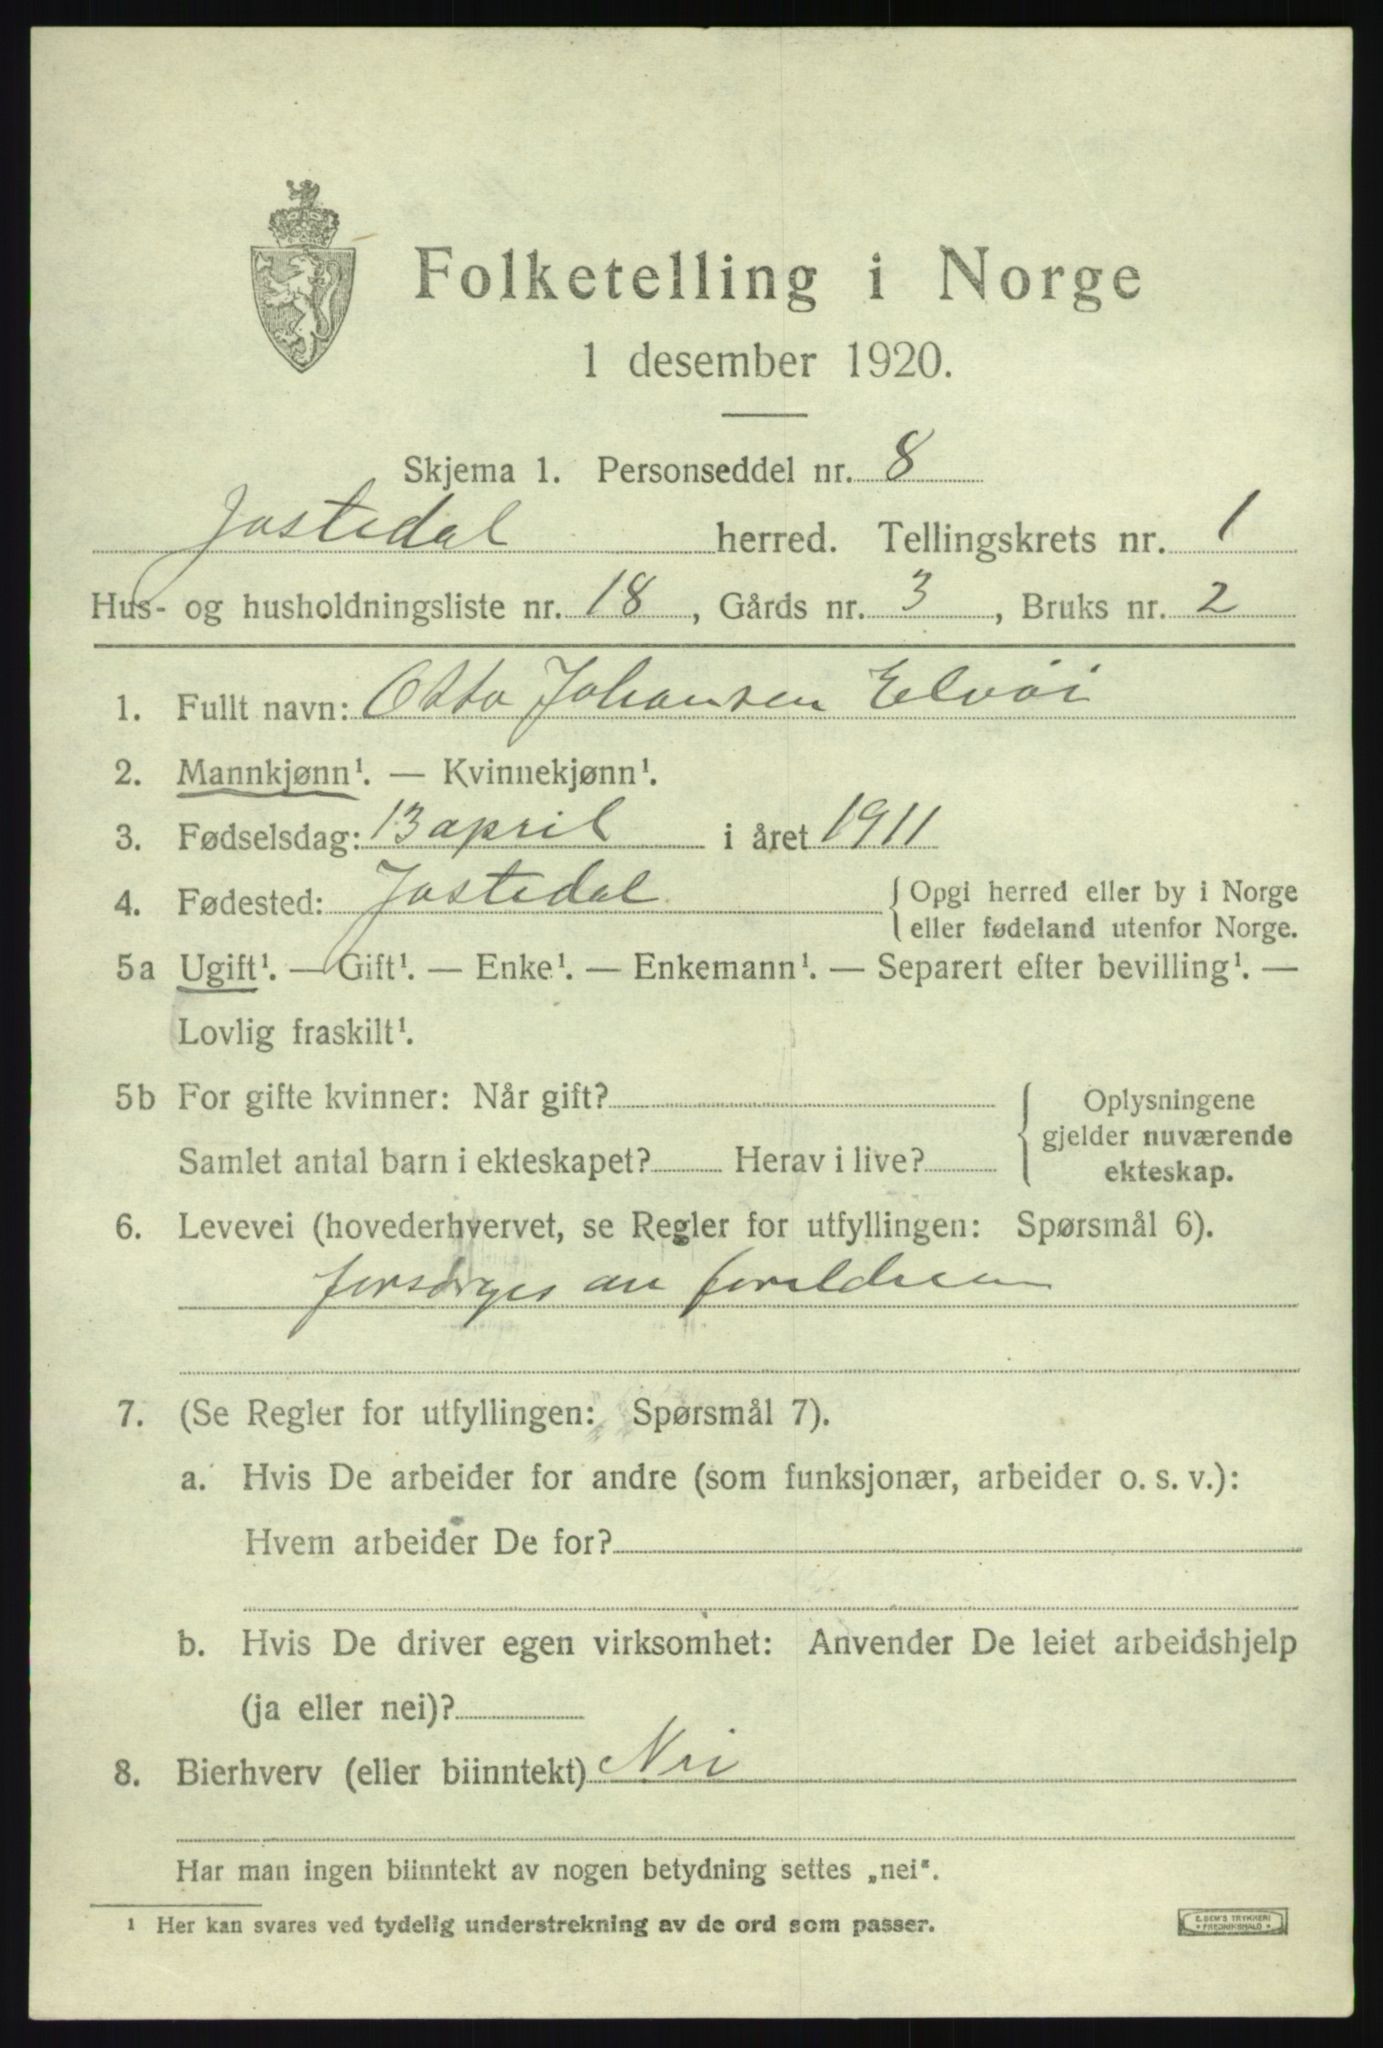 Folketelling i Norge
1 desember 1920.
Skjema 1. Personseddel nr. 8
Jostedal herred. Tellingskrets nr. 1
Hus- og husholdningsliste nr. 18, Gårds nr. 3, Bruks nr. 2
1. Fullt navn: Otto Johansen Elvøi
2. Mannkjønn¹. — Kvinnekjønn¹.
3. Fødselsdag: 13 april i året 1911
4. Fødested: Jostedal { Opgi herred eller by i Norge
eller fødeland utenfor Norge.
5a Ugift¹. — Gift¹. — Enke¹. — Enkemann¹. — Separert efter bevilling¹. —
Lovlig fraskilt¹.
5b For gifte kvinner: Når gift? { Oplysningene
gjelder nuværende
Samlet antal barn i ekteskapet? Herav i live? ekteskap.
6. Levevei (hovederhvervet, se Regler for utfyllingen: Spørsmål 6).
forsørges av foreldrene
7. (Se Regler for utfyllingen: Spørsmål 7).
a. Hvis De arbeider for andre (som funksjonær, arbeider o. s. v.):
Hvem arbeider De for?
b. Hvis De driver egen virksomhet: Anvender De leiet arbeidshjelp
(ja eller nei)?
8. Bierhverv (eller biinntekt) Nei
Har man ingen biinntekt av nogen betydning settes „nei“.
¹ Her kan svares ved tydelig understrekning av de ord som passer.
E. SEM'S TRYKKERI
* FREDRIKSHALD *